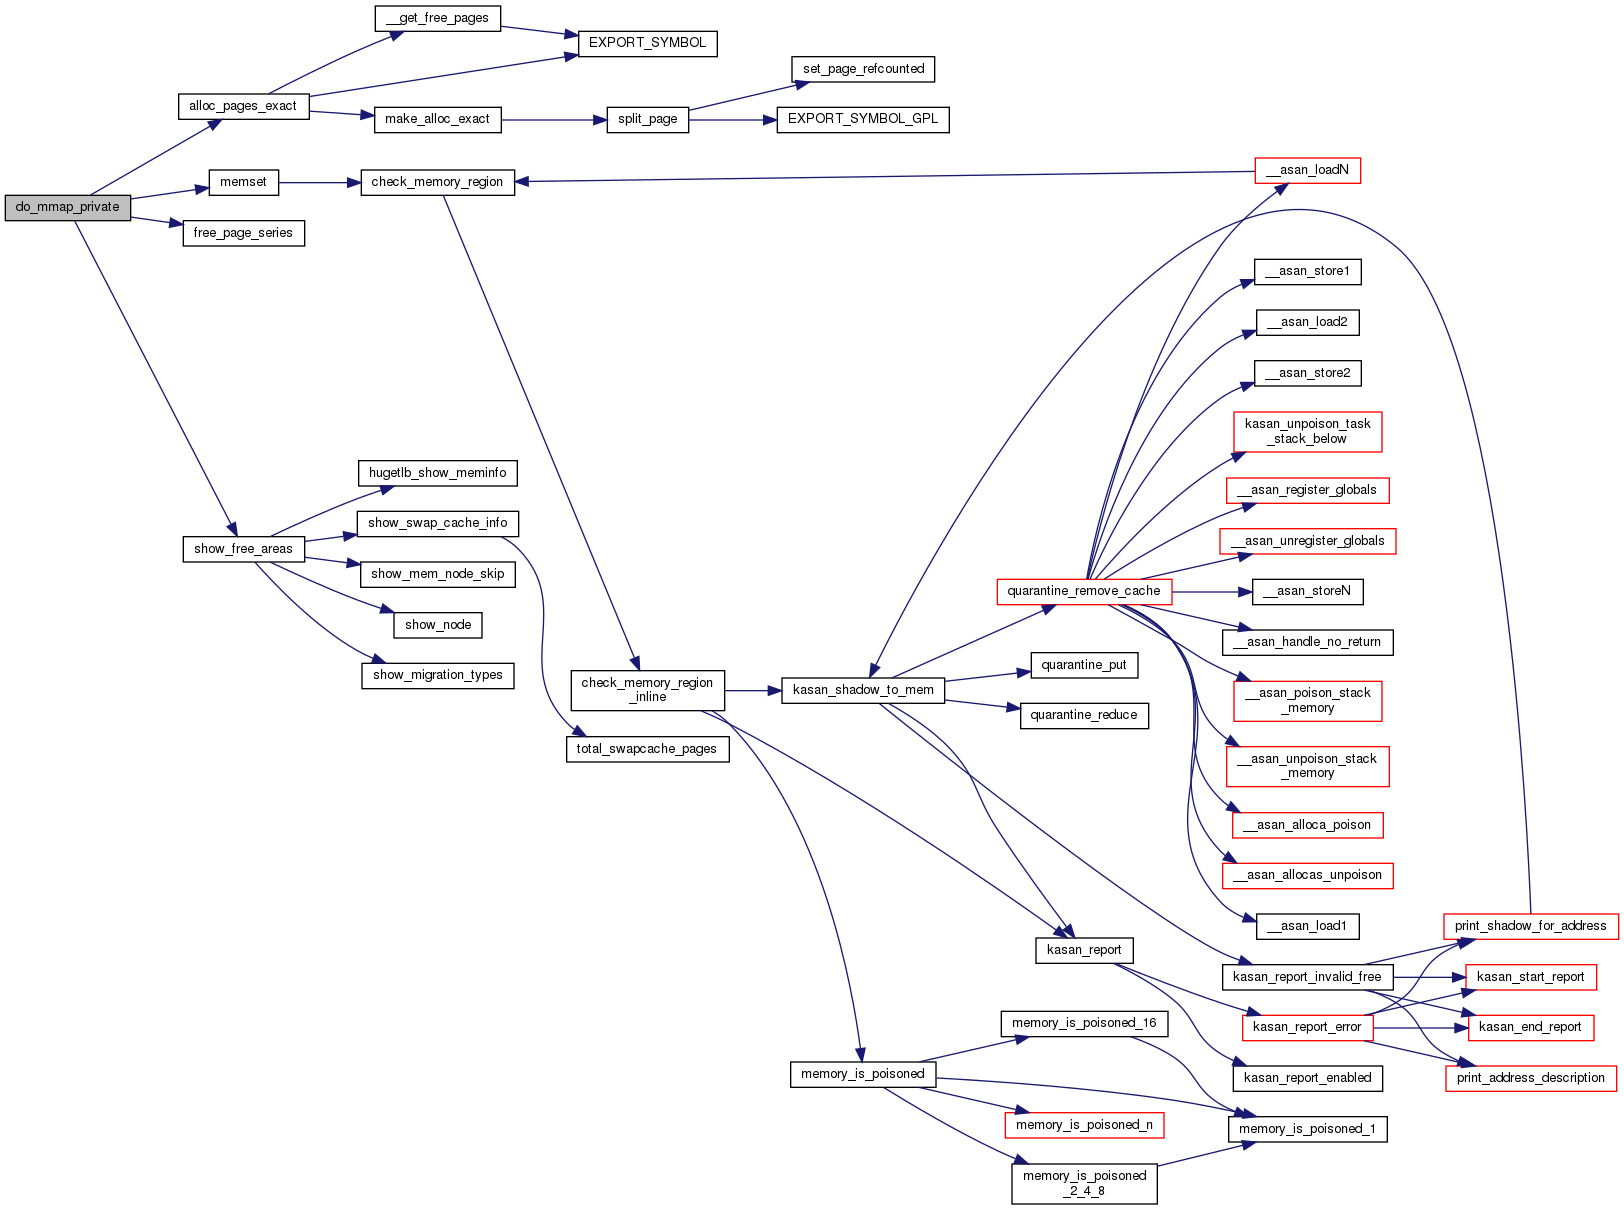 __get_free_pages
EXPORT_SYMBOL
set_page_refcounted
alloc_pages_exact
make_alloc_exact
split_page
EXPORT_SYMBOL_GPL
__asan_loadN
memset
check_memory_region
do_mmap_private
free_page_series
__asan_store1
__asan_load2
__asan_store2
kasan_unpoison_task
_stack_below
hugetlb_show_meminfo
__asan_register_globals
show_swap_cache_info
__asan_unregister_globals
show_free_areas
show_mem_node_skip
quarantine_remove_cache
__asan_storeN
show_node
__asan_handle_no_return
show_migration_types
quarantine_put
check_memory_region
_inline
kasan_shadow_to_mem
__asan_poison_stack
_memory
quarantine_reduce
total_swapcache_pages
__asan_unpoison_stack
_memory
__asan_alloca_poison
__asan_allocas_unpoison
__asan_load1
print_shadow_for_address
kasan_report
kasan_report_invalid_free
kasan_start_report
memory_is_poisoned_16
kasan_report_error
kasan_end_report
memory_is_poisoned
kasan_report_enabled
print_address_description
memory_is_poisoned_n
memory_is_poisoned_1
memory_is_poisoned
_2_4_8